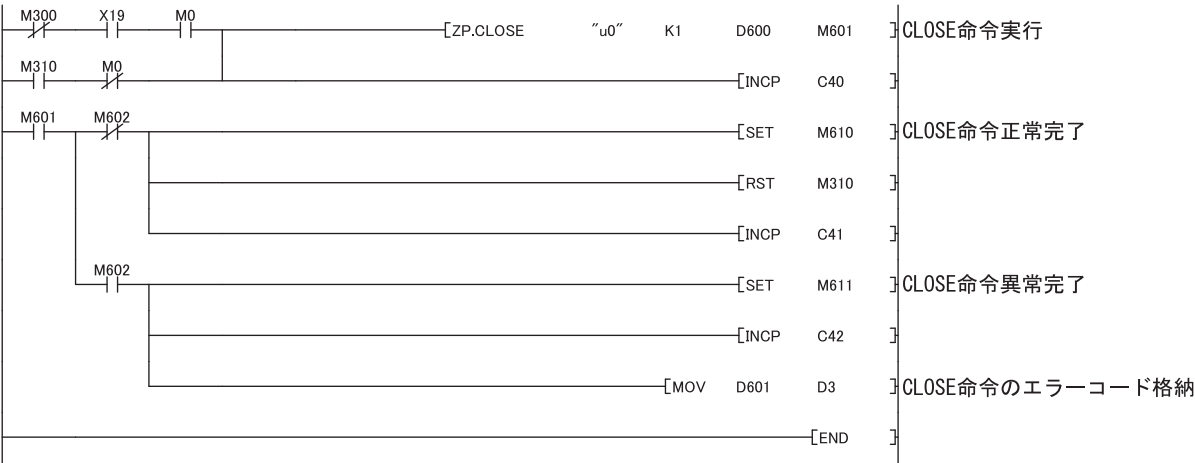 M300 X19 M0
[ZP.CLOSE "u0" K1 D600 M601 ] CLOSE命令実行
M310 M0
[INCP C40 ]
M601 M602
[SET M610 ] CLOSE命令正常完了
[RST M310 ]
[INCP C41 ]
M602
[SET M611 ] CLOSE命令異常完了
[INCP C42 ]
[MOV D601 D3 ] CLOSE命令のエラーコード格納
[END ]